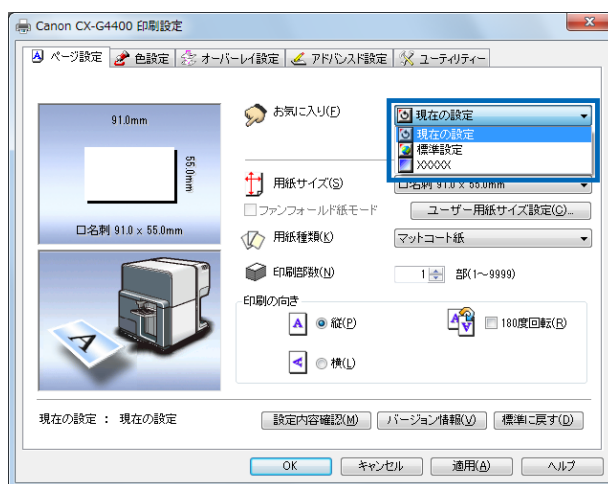 Canon CX-G4400 印刷設定
ページ設定 色設定 オーバーレイ設定 アドバンスド設定 ユーティリティー
91.0mm
55.0mm
口名刺 91.0 x 55.0mm
お気に入り(F)
現在の設定
現在の設定
標準設定
XXXXX
用紙サイズ(S)
口名刺 91.0 x 55.0mm
ファンフォールド紙モード
ユーザー用紙サイズ設定(C)...
用紙種類(K)
マットコート紙
印刷部数(N)
1 部(1～9999)
印刷の向き
A 縦(P)
180度回転(R)
A 横(L)
現在の設定 : 現在の設定
設定内容確認(M) バージョン情報(V) 標準に戻す(D)
OK キャンセル 適用(A) ヘルプ